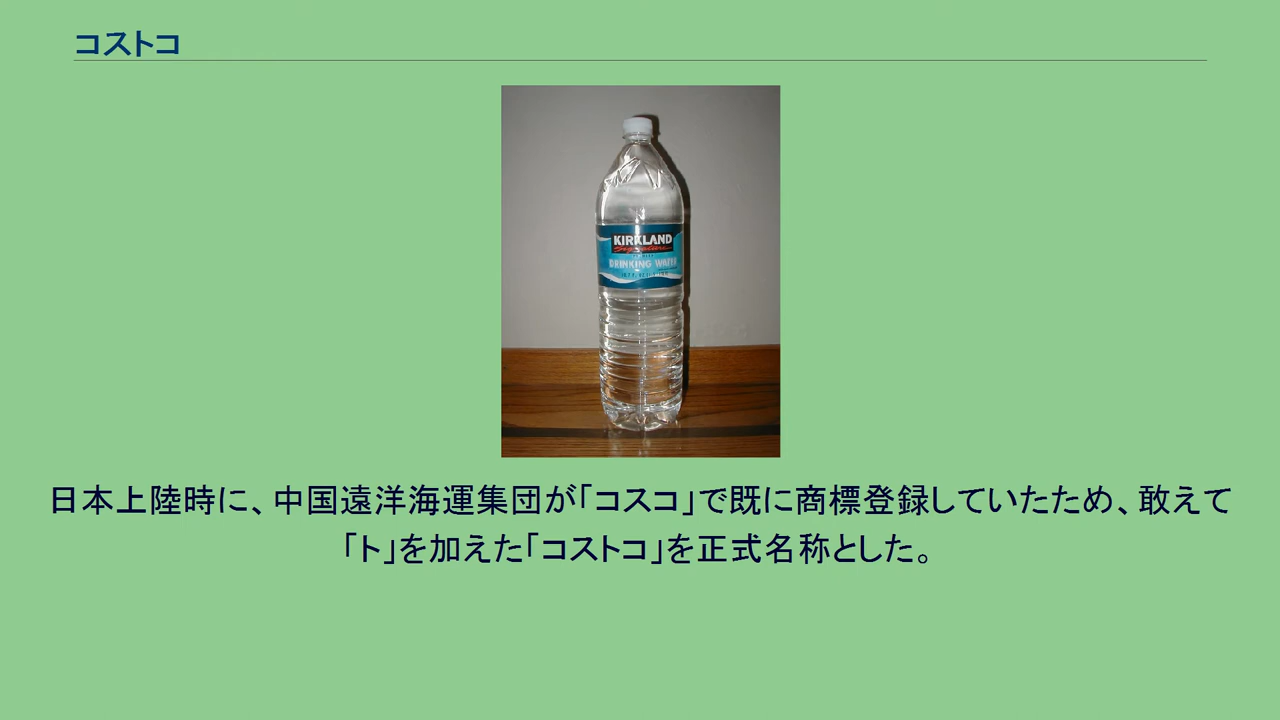 コストコ
KIRKLAND
Signature
DRINKING WATER
日本上陸時に、中国遠洋海運集団が「コスコ」で既に商標登録していたため、敢えて
「ト」を加えた「コストコ」を正式名称とした。